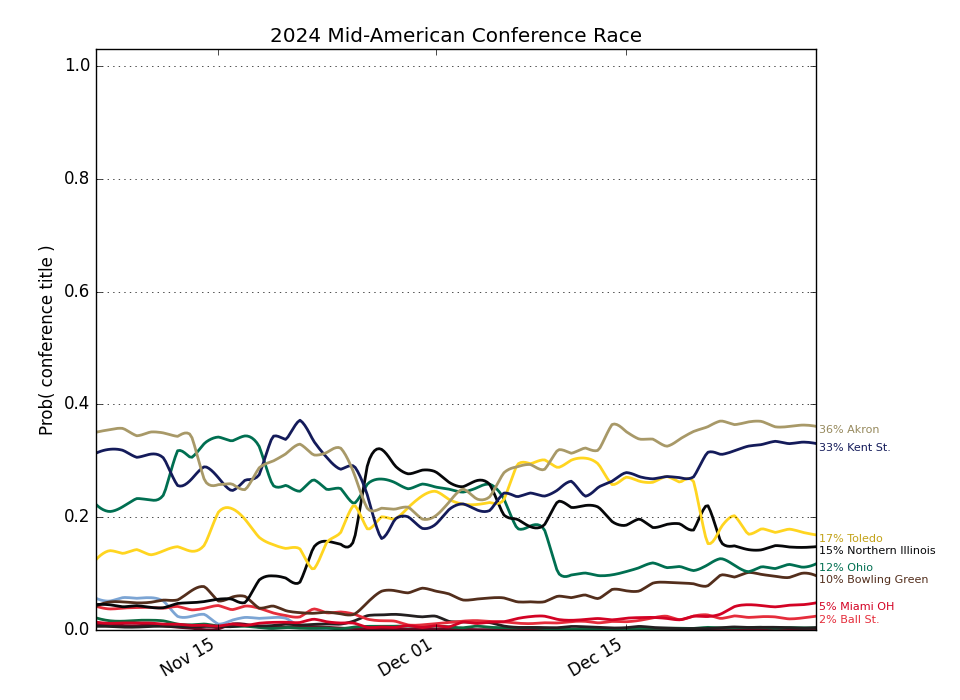 2024 Mid-American Conference Race
Prob( conference title )
1.0
0.8
0.6
0.4
0.2
0.0
Nov 15
Dec 01
Dec 15
36% Akron
33% Kent St.
17% Toledo
15% Northern Illinois
12% Ohio
10% Bowling Green
5% Miami OH
2% Ball St.